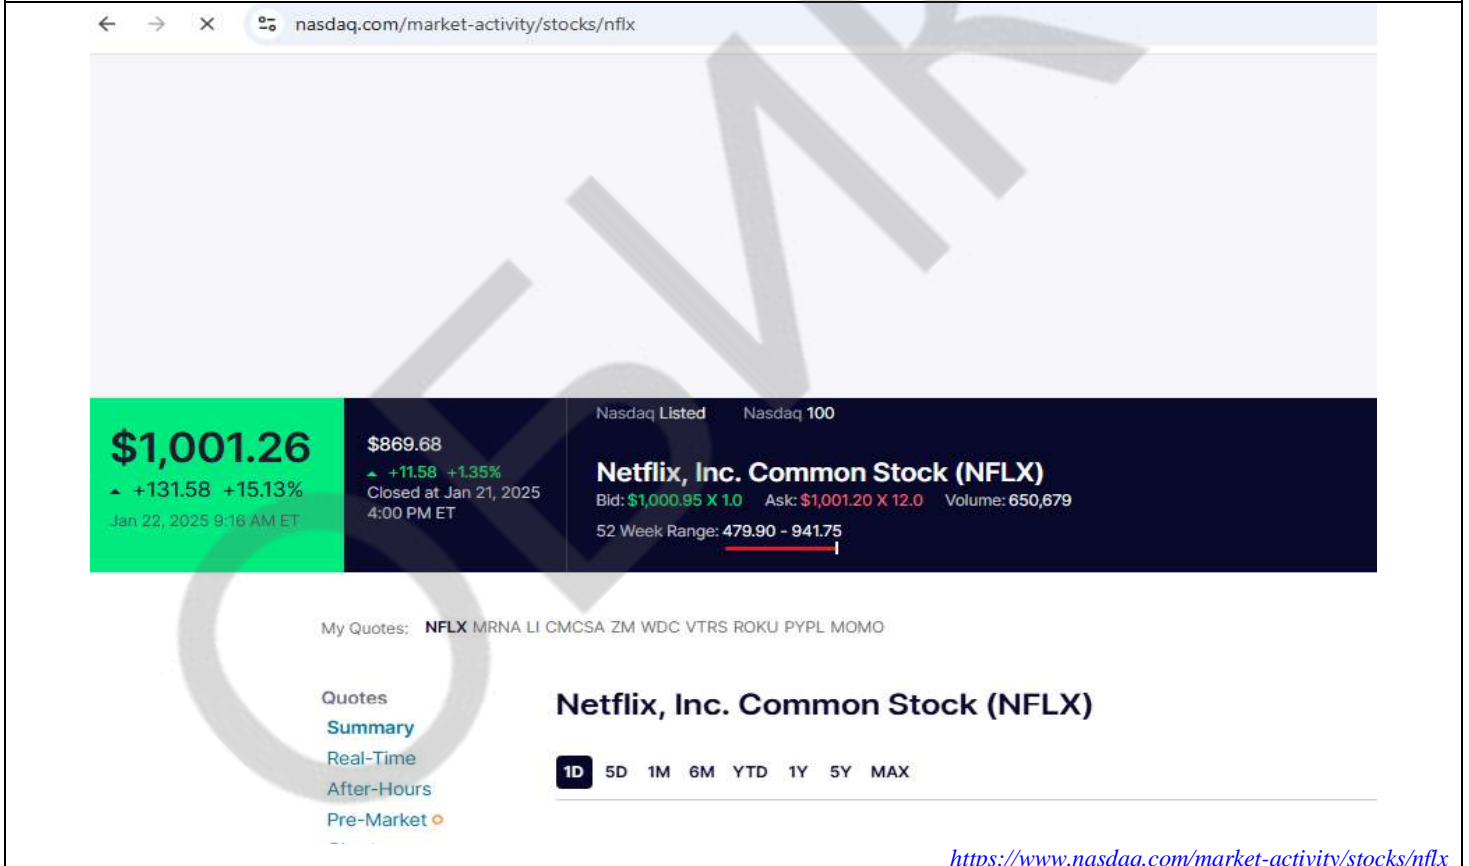 nasdaq.com/market-activity/stocks/nflx
$1,001.26
+131.58 +15.13%
Jan 22, 2025 9:16 AM ET
$869.68
+11.58 +1.35%
Closed at Jan 21, 2025
4:00 PM ET
Nasdaq Listed Nasdaq 100
Netflix, Inc. Common Stock (NFLX)
Bid: $1,000.95 X 1.0 Ask: $1,001.20 X 12.0 Volume: 650,679
52 Week Range: 479.90 - 941.75
My Quotes: NFLX MRNA LI CMCSA ZM WDC VTRS ROKU PYPL MOMO
Quotes
Summary
Real-Time
After-Hours
Pre-Market
Netflix, Inc. Common Stock (NFLX)
1D 5D 1M 6M YTD 1Y 5Y MAX
https://www.nasdaq.com/market-activity/stocks/nflx